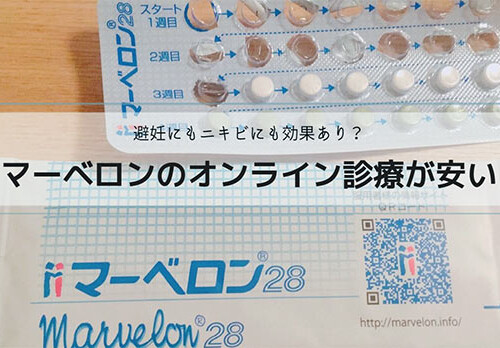 スタート
1週目
2週目
3週目
マーベロン28
避妊にもニキビにも効果あり？
マーベロンのオンライン診療が安い
マーベロン®28
Marvelon®28
http://marvelon.info/